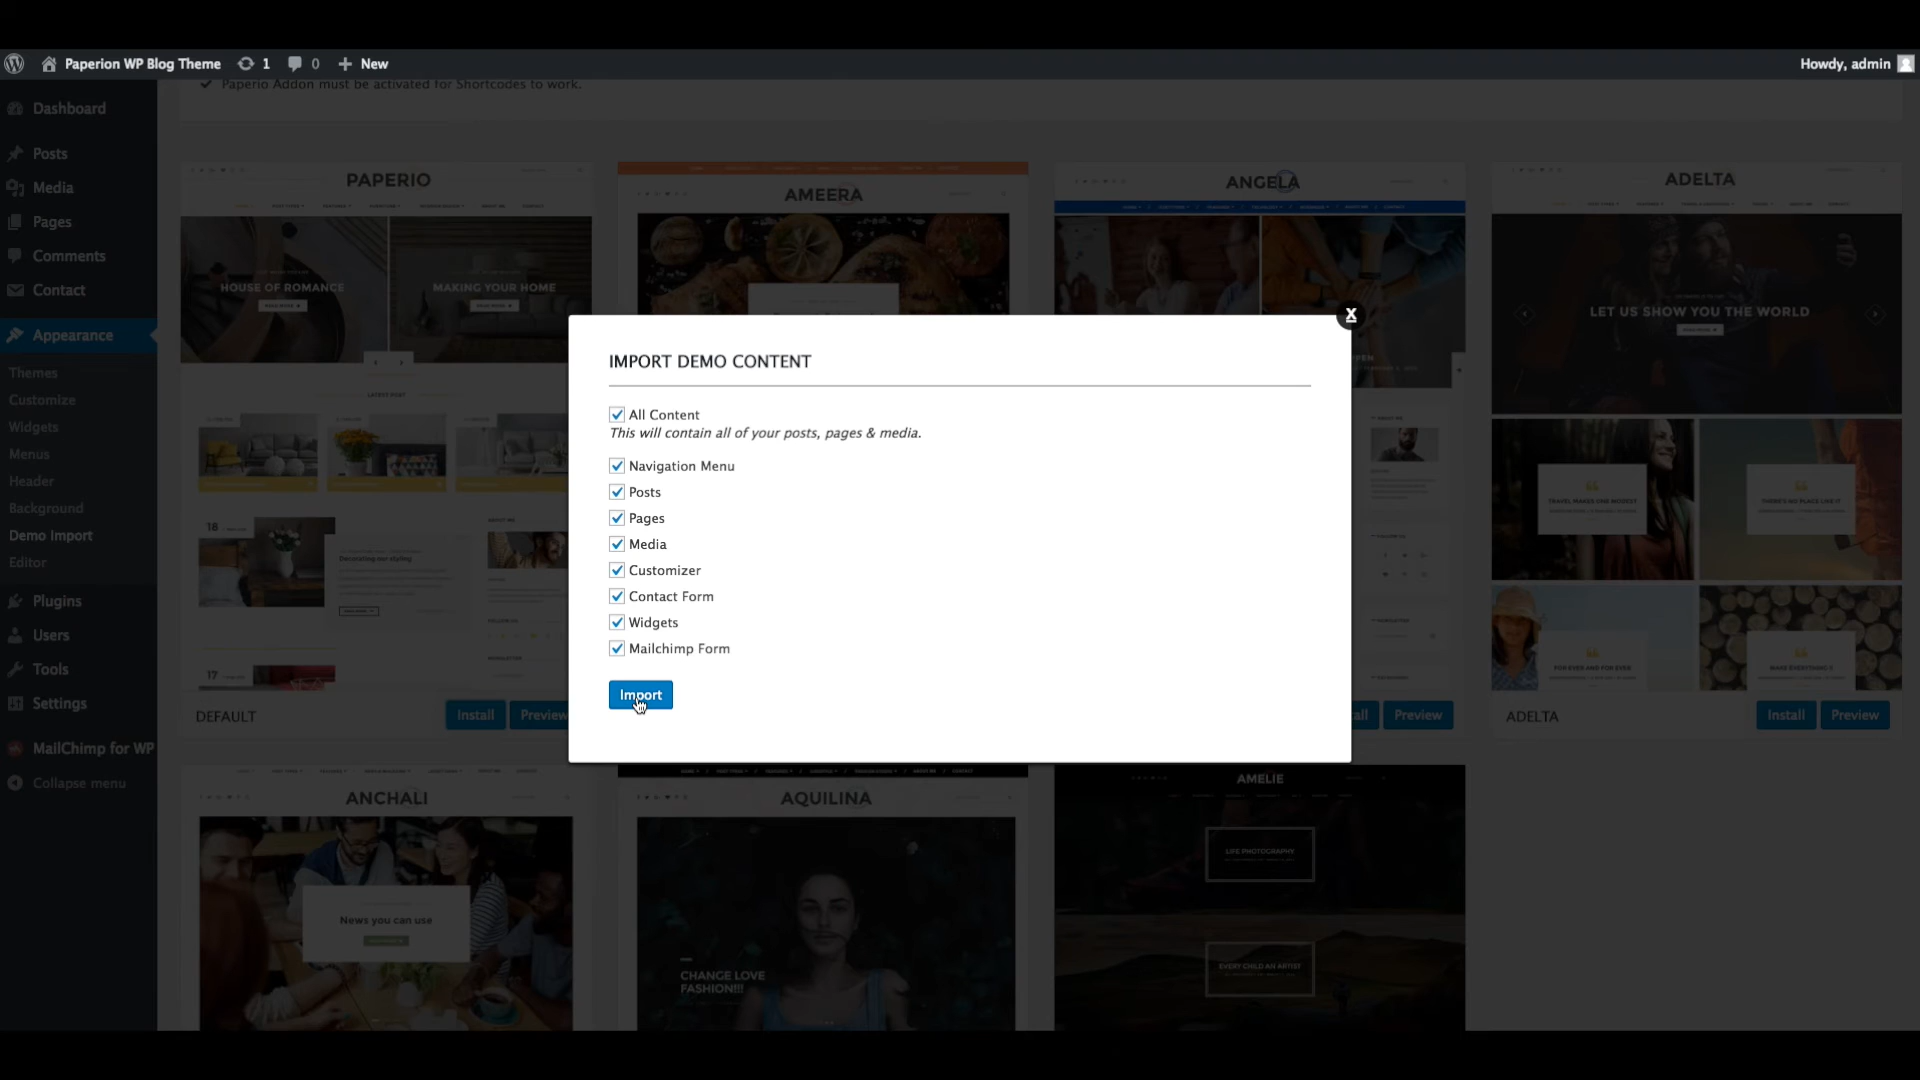 Paperion WP Blog Theme
1
0
New
Howdy, admin
Paperio Addon must be activated for Shortcodes to work.
Dashboard
Posts
Media
Pages
Comments
Contact
Appearance
Themes
Customize
Widgets
Menus
Header
Background
Demo Import
Editor
Plugins
Users
Tools
Settings
MailChimp for WP
Collapse menu
PAPERIO
HOUSE OF ROMANCE
MAKING YOUR HOME
LATEST POST
18
17
DEFAULT
Install
Preview
AMEERA
ANGELA
ADELTA
LET US SHOW YOU THE WORLD
TRAVEL MAKES ONE MODEST
THERE'S NO PLACE LIKE IT
FOR EVER AND FOR EVER
IMPORT DEMO CONTENT
X
All Content
This will contain all of your posts, pages & media.
Navigation Menu
Posts
Pages
Media
Customizer
Contact Form
Widgets
Mailchimp Form
Import
Preview
ADELTA
Install
Preview
ANCHALI
News you can use
AQUILINA
CHANGE LOVE
FASHION!!!
AMELIE
LIFE PHOTOGRAPHY
EVERY CHILD AN ARTIST